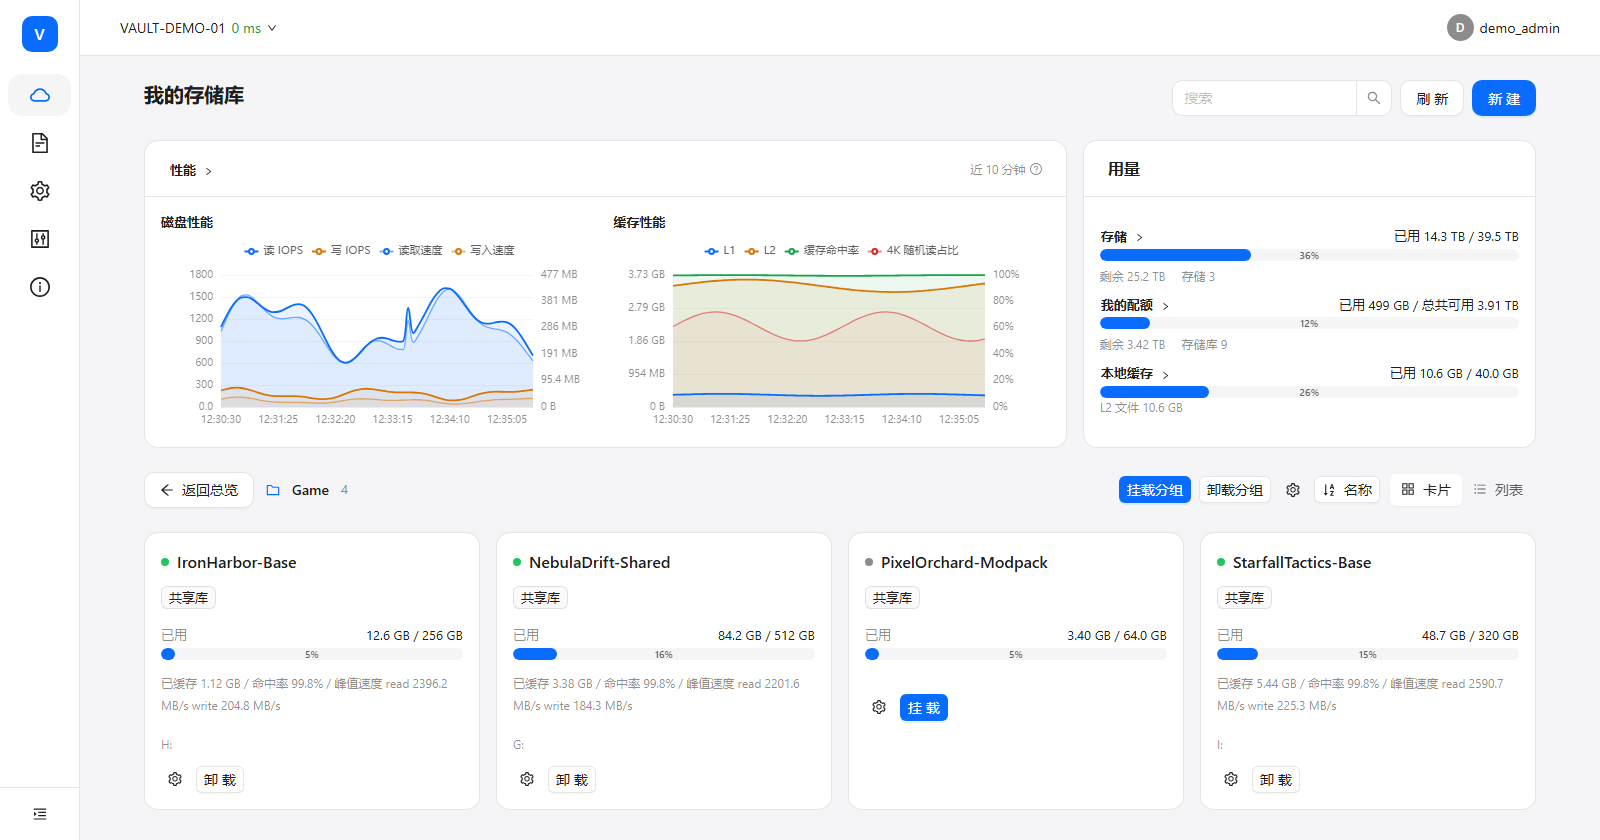 V
VAULT-DEMO-01 0 ms
D demo_admin
我的存储库
搜索
刷 新
新 建
性能
近 10 分钟
磁盘性能
读 IOPS 写 IOPS 读取速度 写入速度
1800
1500
1200
900
600
300
0.0
477 MB
381 MB
286 MB
191 MB
95.4 MB
0 B
12:30:30 12:31:25 12:32:20 12:33:15 12:34:10 12:35:05
缓存性能
L1 L2 缓存命中率 4K 随机读占比
3.73 GB
2.79 GB
1.86 GB
954 MB
0 B
100%
80%
60%
40%
20%
0%
12:30:30 12:31:25 12:32:20 12:33:15 12:34:10 12:35:05
用量
存储 已用 14.3 TB / 39.5 TB
36%
剩余 25.2 TB 存储 3
我的配额 已用 499 GB / 总共可用 3.91 TB
12%
剩余 3.42 TB 存储库 9
本地缓存 已用 10.6 GB / 40.0 GB
26%
L2 文件 10.6 GB
返回总览 Game 4
挂载分组 卸载分组 名称 卡片 列表
IronHarbor-Base
共享库
已用 12.6 GB / 256 GB
5%
已缓存 1.12 GB / 命中率 99.8% / 峰值速度 read 2396.2
MB/s write 204.8 MB/s
H:
卸 载
NebulaDrift-Shared
共享库
已用 84.2 GB / 512 GB
16%
已缓存 3.38 GB / 命中率 99.8% / 峰值速度 read 2201.6
MB/s write 184.3 MB/s
G:
卸 载
PixelOrchard-Modpack
共享库
已用 3.40 GB / 64.0 GB
5%
挂 载
StarfallTactics-Base
共享库
已用 48.7 GB / 320 GB
15%
已缓存 5.44 GB / 命中率 99.8% / 峰值速度 read 2590.7
MB/s write 225.3 MB/s
I:
卸 载